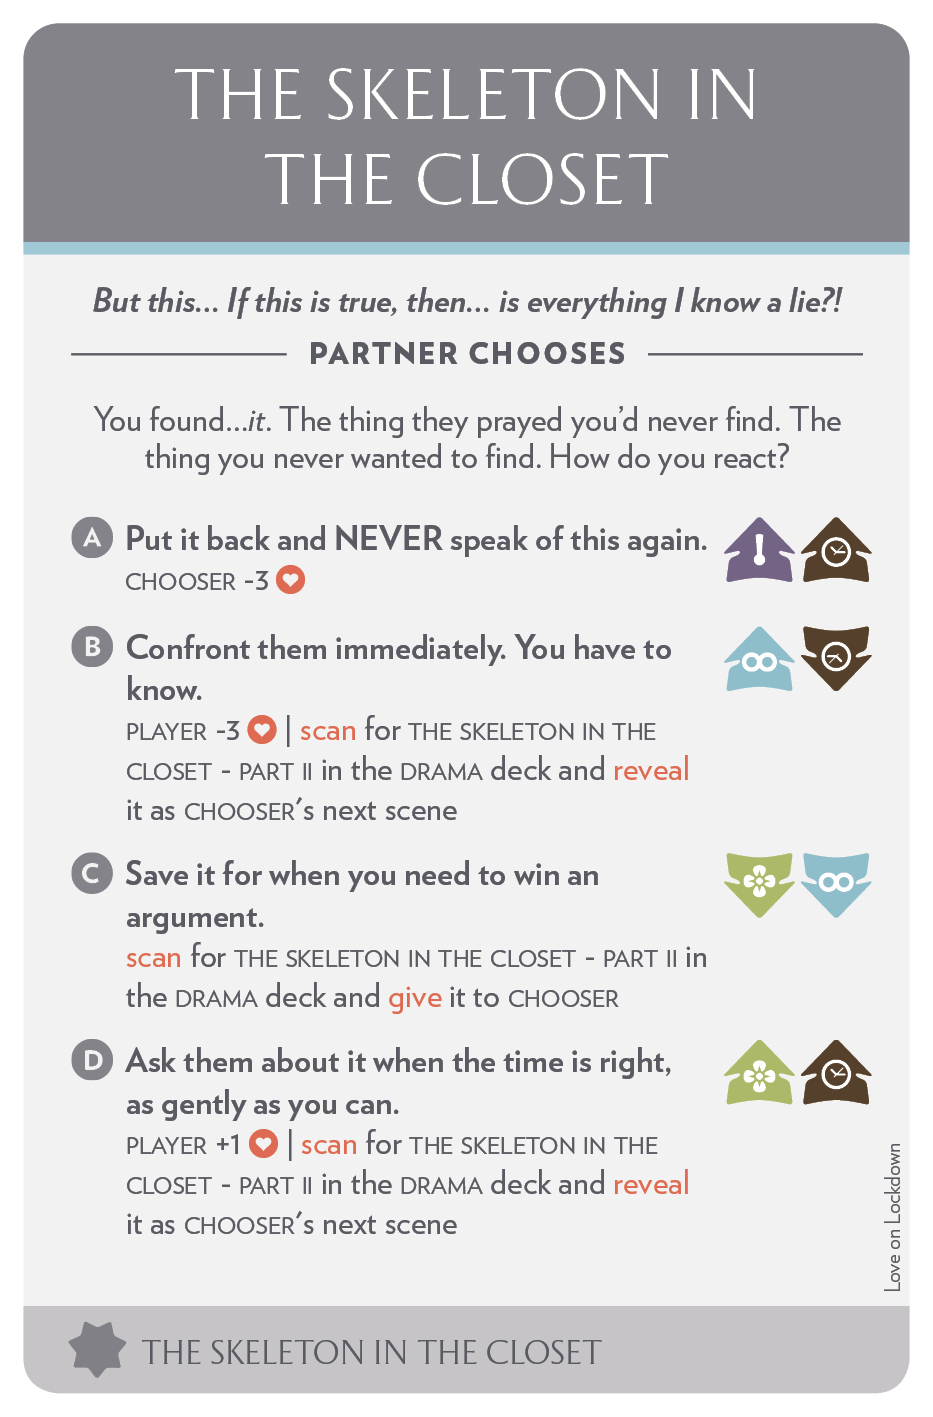 THE SKELETON IN
THE CLOSET
But this... If this is true, then... is everything I know a lie?!
PARTNER CHOOSES
You found...it. The thing they prayed you'd never find. The
thing you never wanted to find. How do you react?
A Put it back and NEVER speak of this again.
CHOOSER -3
B Confront them immediately. You have to
know.
PLAYER -3 | scan for THE SKELETON IN THE
CLOSET - PART II in the DRAMA deck and reveal
it as CHOOSER's next scene
C Save it for when you need to win an
argument.
scan for THE SKELETON IN THE CLOSET - PART II in
the DRAMA deck and give it to CHOOSER
D Ask them about it when the time is right,
as gently as you can.
PLAYER +1 | scan for THE SKELETON IN THE
CLOSET - PART II in the DRAMA deck and reveal
it as CHOOSER's next scene
Love on Lockdown
THE SKELETON IN THE CLOSET